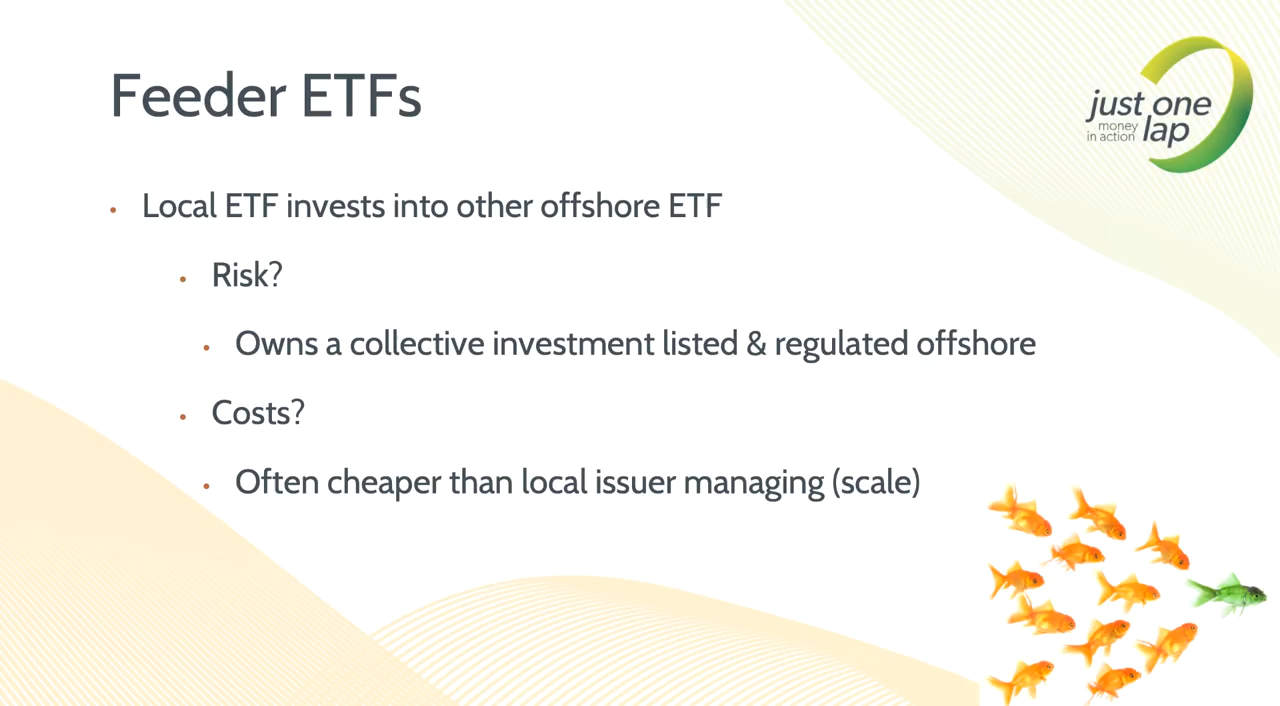 Feeder ETFs
just one
money
in action
lap
• Local ETF invests into other offshore ETF
• Risk?
• Owns a collective investment listed & regulated offshore
• Costs?
• Often cheaper than local issuer managing (scale)